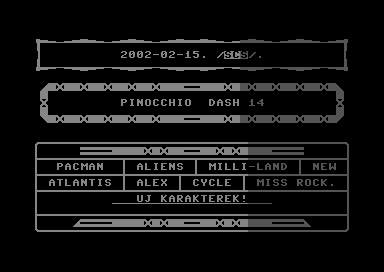 2002-02-15. /SCS/.
PINOCCHIO DASH 14
PACMAN ALIENS MILLI-LAND NEW
ATLANTIS ALEX CYCLE MISS ROCK.
UJ KARAKTEREK!